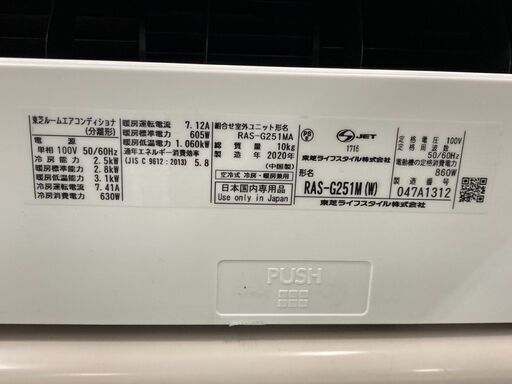 東芝ルームエアコンディショナ
(分離形)
電源
単相 100V 50/60Hz
冷房能力 2.5kW
暖房能力 2.8kW
暖房低温能力 3.1kW
冷房運転電流 7.41A
冷房消費電力 630W
暖房運転電流 7.12A
暖房標準電力 605W
暖房低温電力 1.060kW
通年エネルギー消費効率
(JIS C 9612:2013) 5.8
組合せ室外ユニット形名
RAS-G251MA
総質量 10kg
製造年 2020年
(中国製)
空冷式 冷房・暖房兼用
日本国内専用品
Use only in Japan
PS
E
JET
1716
東芝ライフスタイル株式会社
形名
RAS-G251M(W)
定格電圧 100V
定格周波数
50/60Hz
電動機の定格消費電力
860W
製造番号
047A1312
東芝ライフスタイル株式会社
PUSH